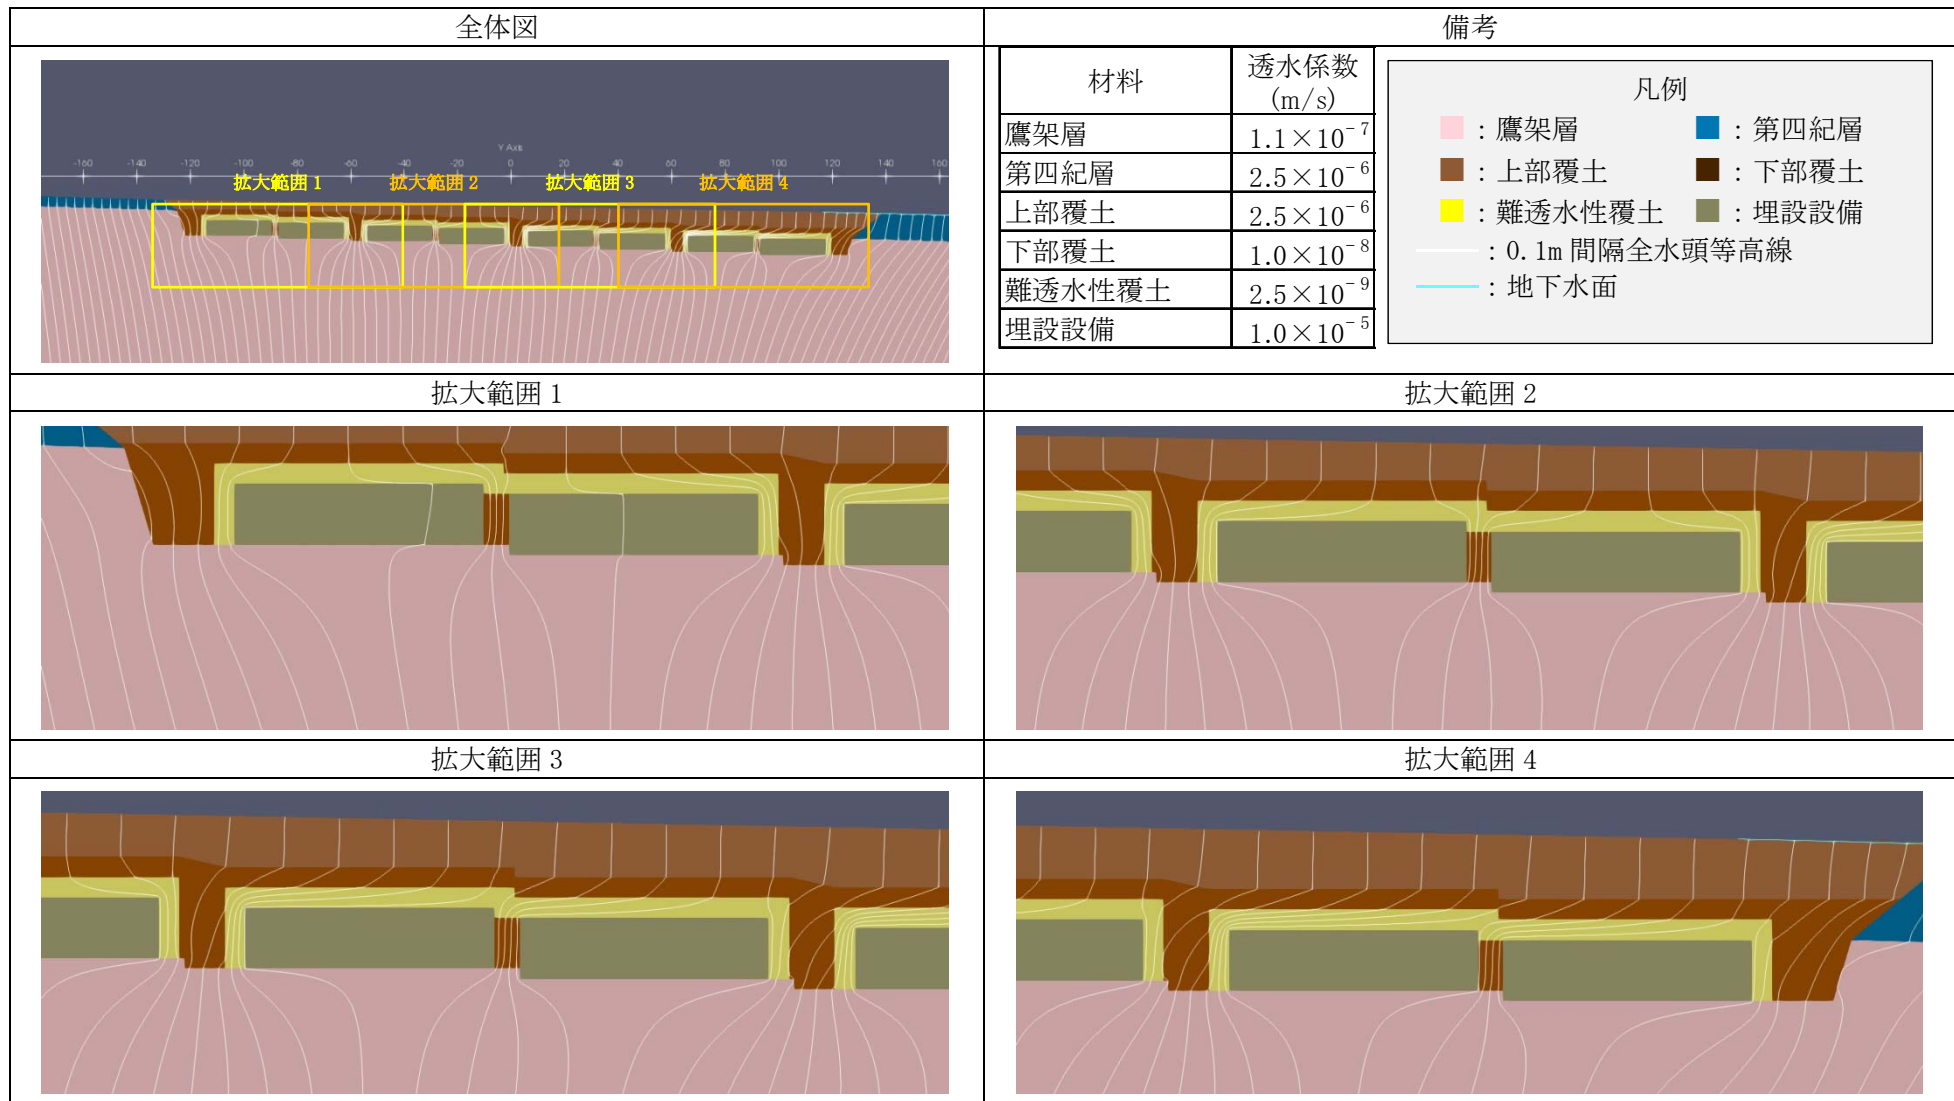 全体図
備考
Y Axis
-160 -140 -120 -100 -80 -60 -40 -20 0 20 40 60 80 100 120 140 160
拡大範囲 1
拡大範囲 2
拡大範囲 3
拡大範囲 4
材料 透水係数
(m/s)
鷹架層 1.1×10⁻⁷
第四紀層 2.5×10⁻⁶
上部覆土 2.5×10⁻⁶
下部覆土 1.0×10⁻⁸
難透水性覆土 2.5×10⁻⁹
埋設設備 1.0×10⁻⁵
凡例
：鷹架層 ：第四紀層
：上部覆土 ：下部覆土
：難透水性覆土 ：埋設設備
：0.1m 間隔全水頭等高線
：地下水面
拡大範囲 1
拡大範囲 2
拡大範囲 3
拡大範囲 4